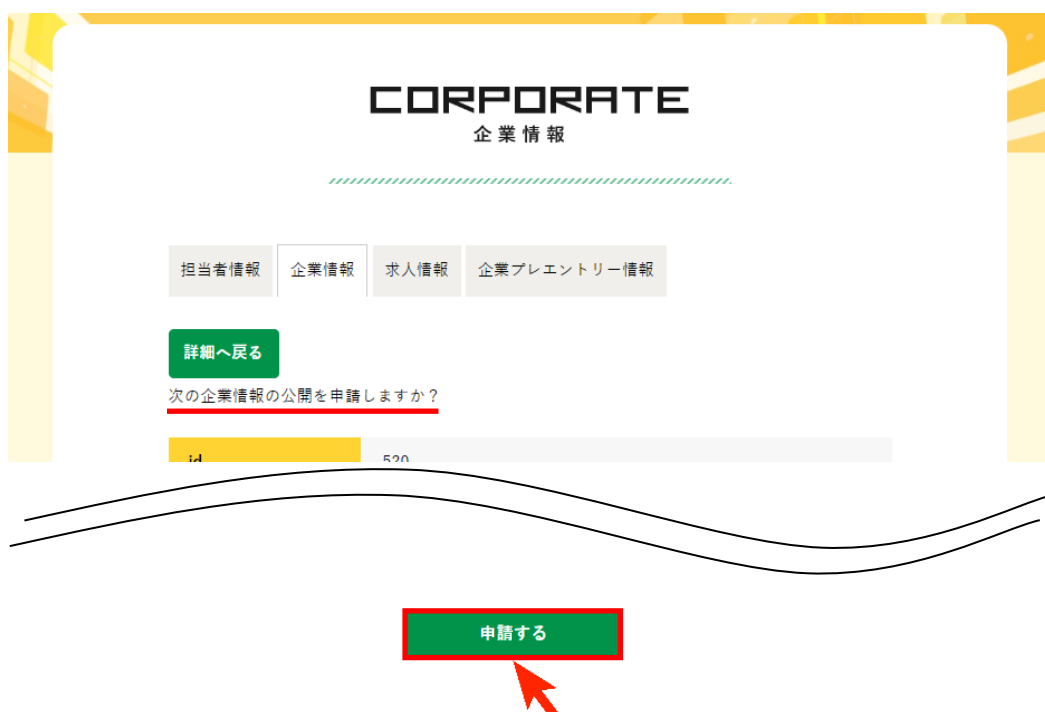 CORPORATE
企業情報
担当者情報 企業情報 求人情報 企業プレエントリー情報
詳細へ戻る
次の企業情報の公開を申請しますか？
id 520
申請する